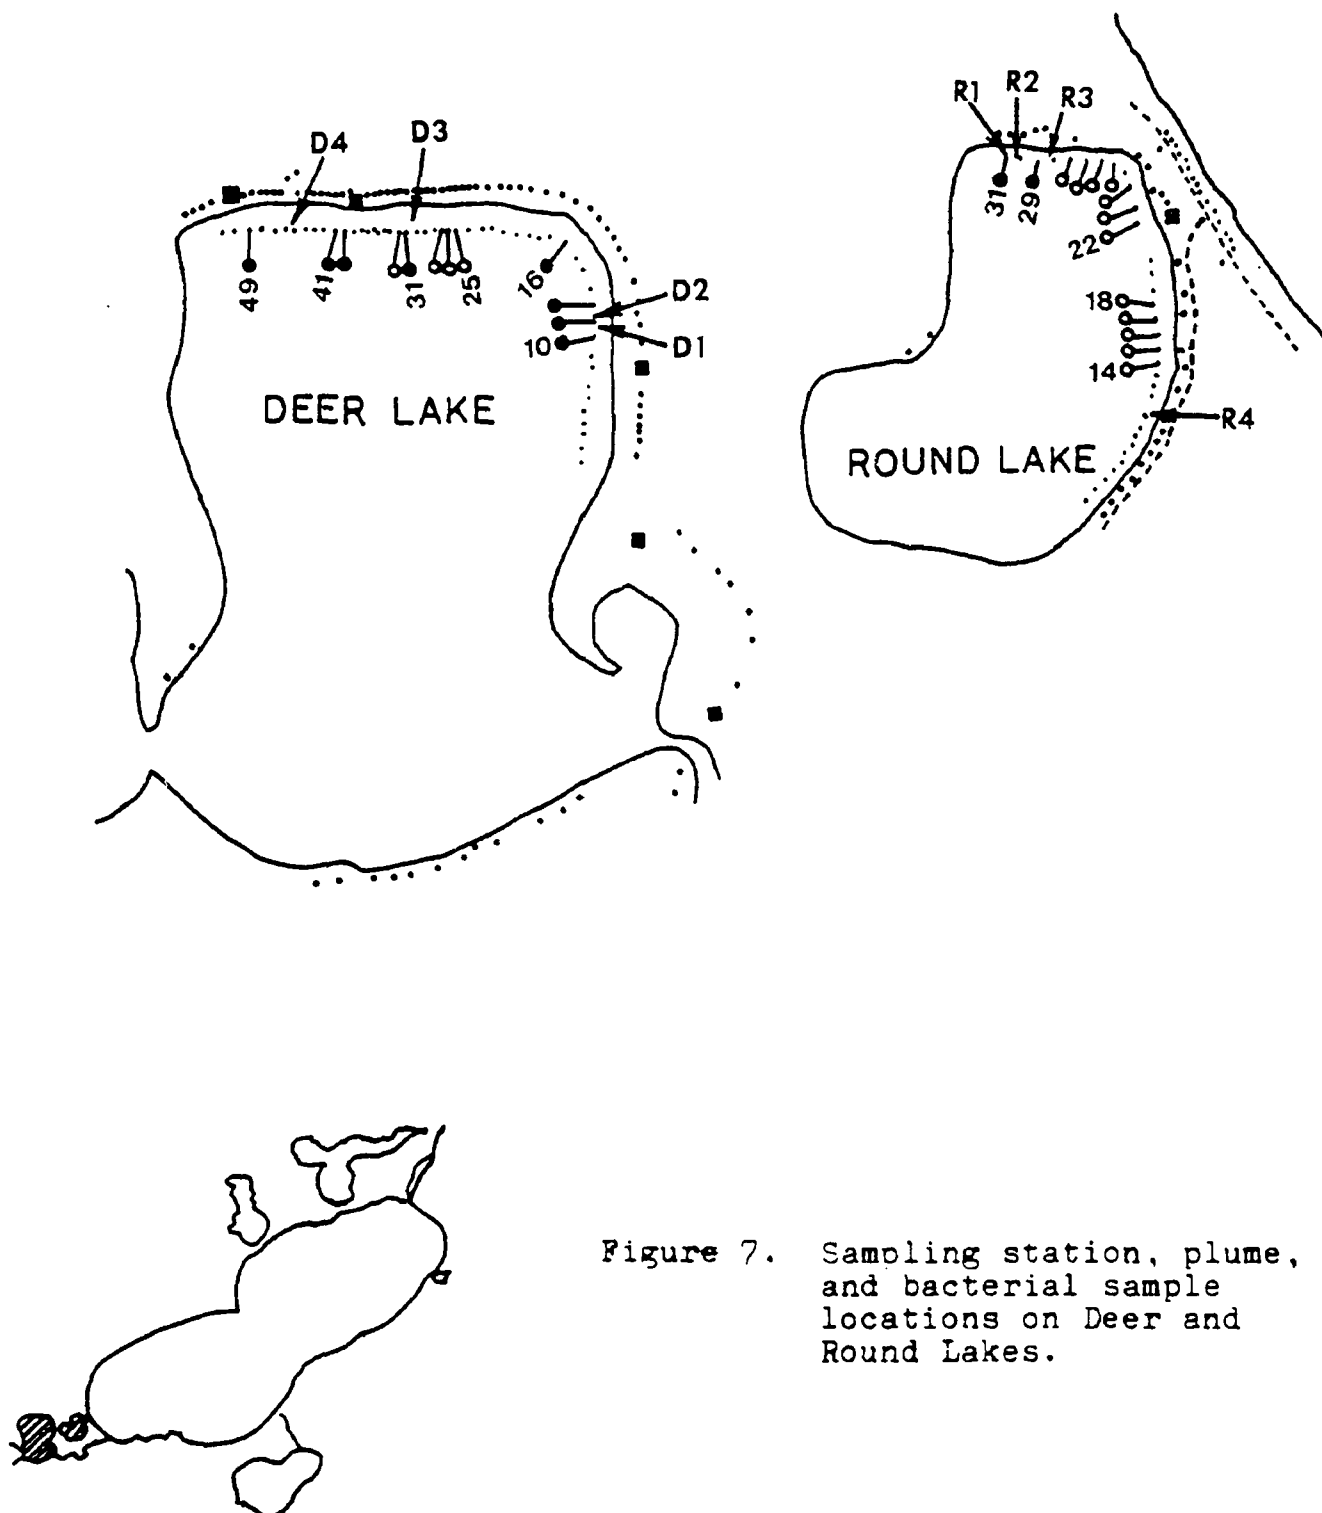 R1
R2
R3
D4
D3
31
29
22
49
41
31
25
16
D2
D1
10
18
14
DEER LAKE
R4
ROUND LAKE
Figure 7. Sampling station, plume,
and bacterial sample
locations on Deer and
Round Lakes.